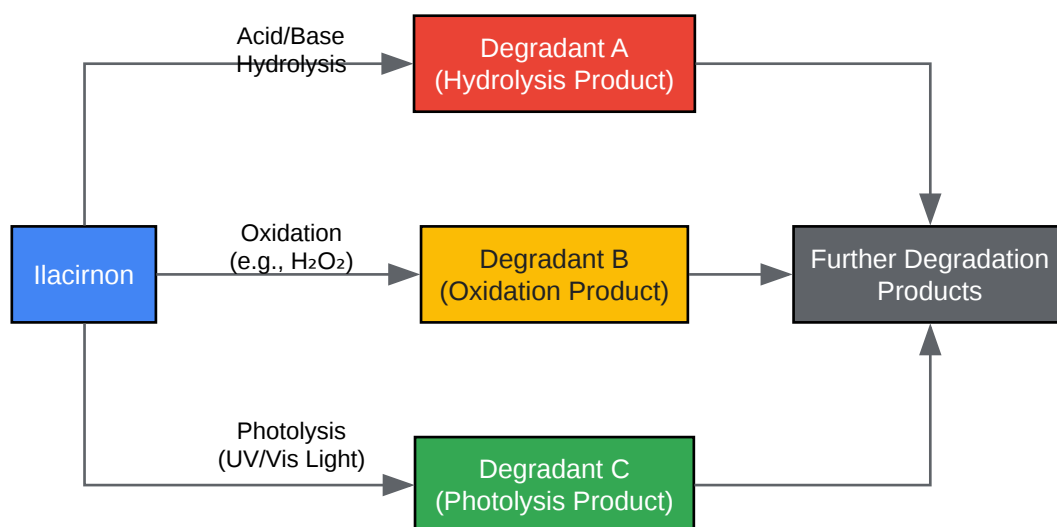 Acid/Base
Hydrolysis
Degradant A
(Hydrolysis Product)
Ilacirnon
Oxidation
(e.g., H₂O₂)
Degradant B
(Oxidation Product)
Further Degradation
Products
Photolysis
(UV/Vis Light)
Degradant C
(Photolysis Product)